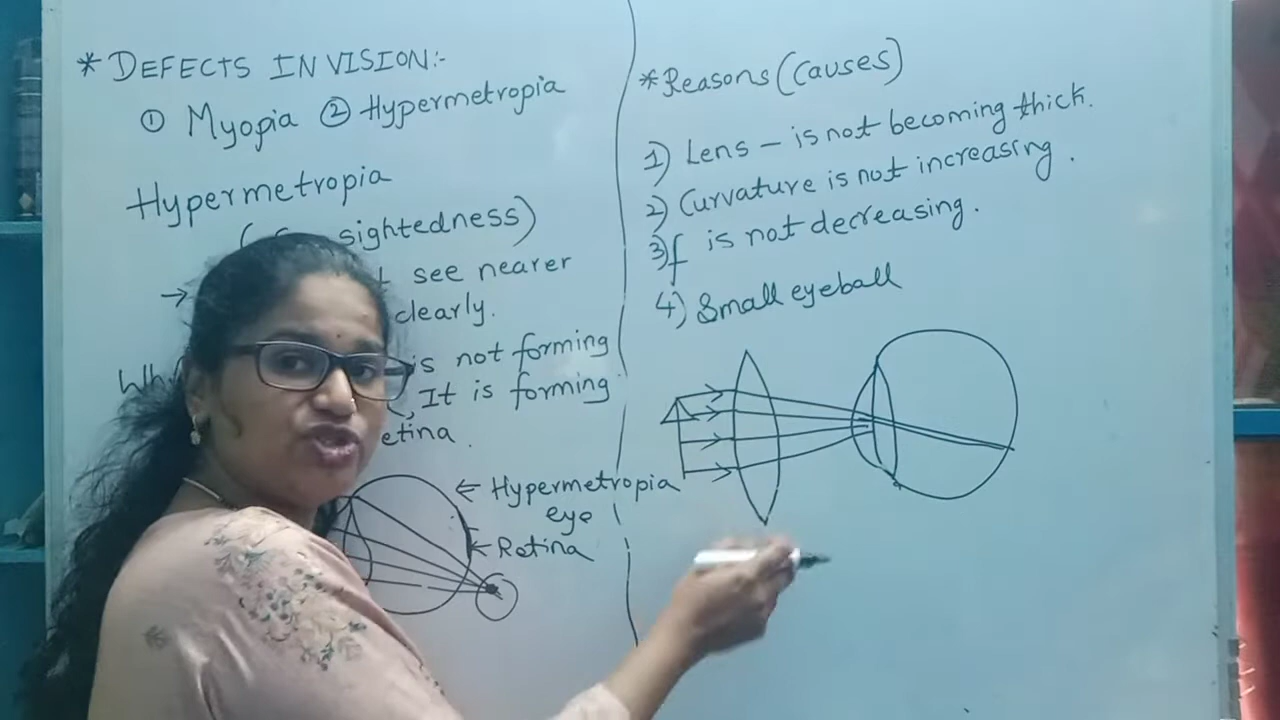 * DEFECTS IN VISION:-
① Myopia ② Hypermetropia
Hypermetropia
sightedness)
→ see nearer
clearly.
is not forming
It is forming
← Hypermetropia
eye
← Retina
* Reasons (Causes)
1) Lens – is not becoming thick.
2) Curvature is not increasing.
3) f is not decreasing.
4) Small eyeball